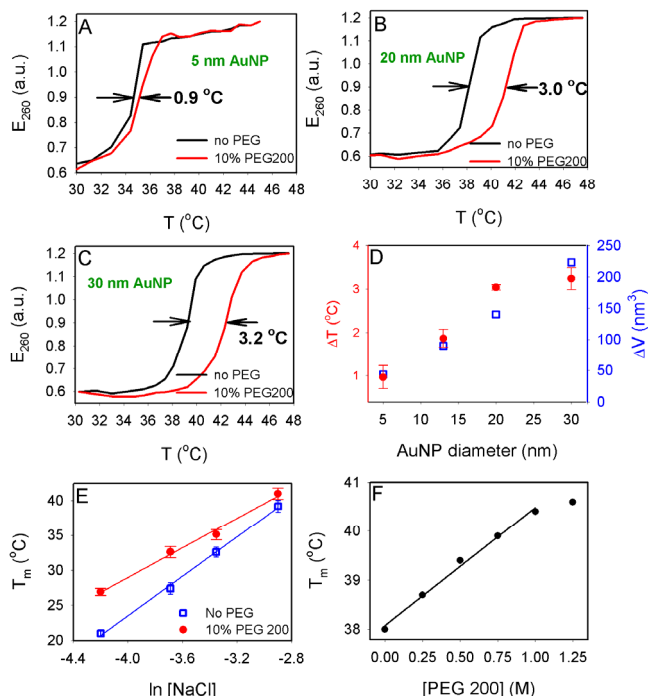 A
5 nm AuNP
0.9 °C
no PEG
10% PEG200
E260 (a.u.)
1.2
1.1
1.0
0.9
0.8
0.7
0.6
30 32 34 36 38 40 42 44 46 48
T (°C)
B
20 nm AuNP
3.0 °C
no PEG
10% PEG200
E260 (a.u.)
1.2
1.1
1.0
0.9
0.8
0.7
0.6
0.5
30 32 34 36 38 40 42 44 46 48
T (°C)
C
30 nm AuNP
3.2 °C
no PEG
10% PEG200
E260 (a.u.)
1.2
1.1
1.0
0.9
0.8
0.7
0.6
0.5
30 32 34 36 38 40 42 44 46 48
T (°C)
D
ΔT (°C)
4
3
2
1
ΔV (nm³)
250
200
150
100
50
0
5 10 15 20 25 30
AuNP diameter (nm)
E
Tm (°C)
40
35
30
25
20
No PEG
10% PEG 200
-4.4 -4.0 -3.6 -3.2 -2.8
ln [NaCl]
F
Tm (°C)
41
40
39
38
0.00 0.25 0.50 0.75 1.00 1.25
[PEG 200] (M)